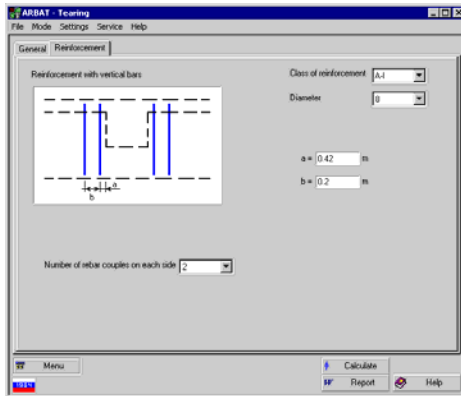 ARBAT - Tearing
File Mode Settings Service Help
General Reinforcement
Reinforcement with vertical bars
Class of reinforcement A-I
Diameter 8
a
b
a = 0.42 m
b = 0.2 m
Number of rebar couples on each side 2
Menu
Calculate
Report
Help